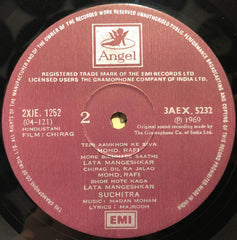 Angel
REGISTERED TRADE MARK OF THE EMI RECORDS LTD
LICENSED USERS THE GRAMOPHONE COMPANY OF INDIA LTD.
2XJE. 1252
(04-121)
HINDUSTANI
FILM: CHIRAG
2
3AEX. 5232
℗ 1969
Original sound recording made by
The Gramophone Co. of India Ltd.
TERI AANKHON KE SIVA
MOHD. RAFI
MORE BICHHRE SAATHI
LATA MANGESHKAR
CHIRAG DIL KA JALAO
MOHD. RAFI
BHOR HOTE KAGA
LATA MANGESHKAR
SUCHITRA
MUSIC: MADAN MOHAN
LYRICS: MAJROOH
EMI